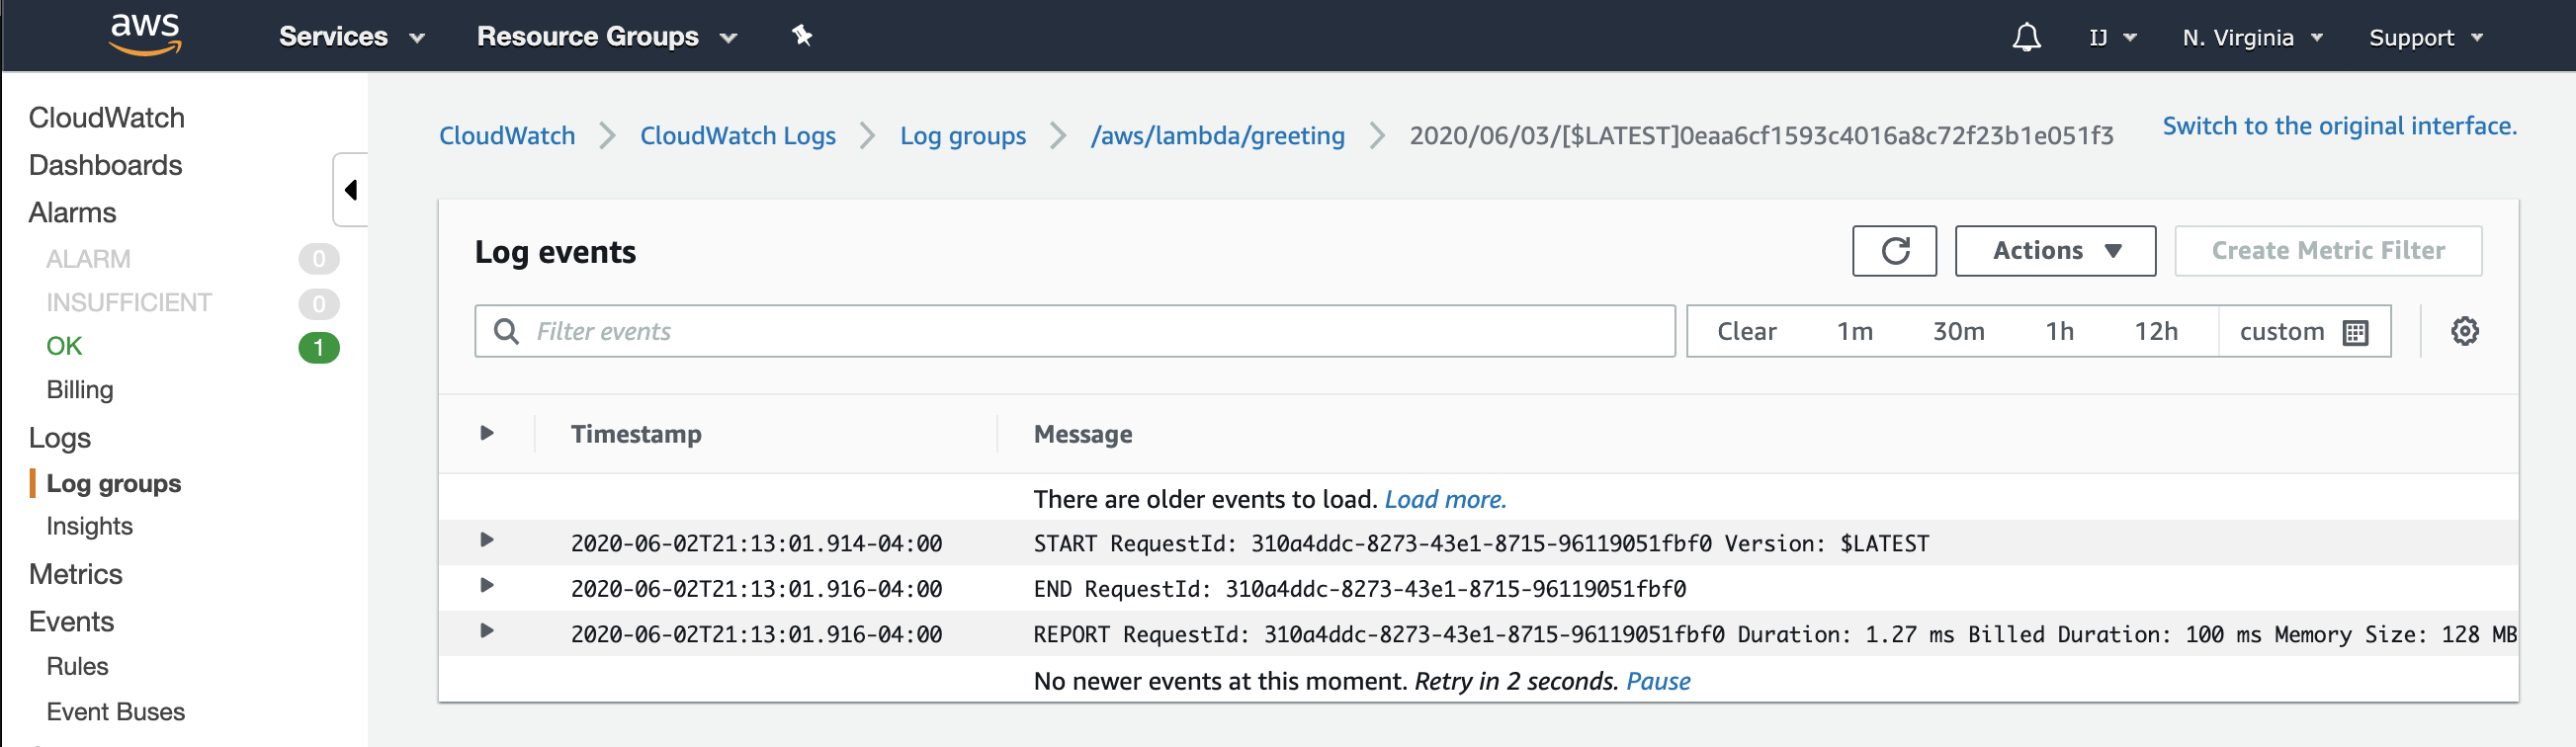 aws Services Resource Groups IJ N. Virginia Support
CloudWatch
Dashboards
Alarms
ALARM 0
INSUFFICIENT 0
OK 1
Billing
Logs
Log groups
Insights
Metrics
Events
Rules
Event Buses
CloudWatch CloudWatch Logs Log groups /aws/lambda/greeting 2020/06/03/[$LATEST]0eaa6cf1593c4016a8c72f23b1e051f3 Switch to the original interface.
Log events Actions Create Metric Filter
Filter events Clear 1m 30m 1h 12h custom
Timestamp Message
There are older events to load. Load more.
2020-06-02T21:13:01.914-04:00 START RequestId: 310a4ddc-8273-43e1-8715-96119051fbf0 Version: $LATEST
2020-06-02T21:13:01.916-04:00 END RequestId: 310a4ddc-8273-43e1-8715-96119051fbf0
2020-06-02T21:13:01.916-04:00 REPORT RequestId: 310a4ddc-8273-43e1-8715-96119051fbf0 Duration: 1.27 ms Billed Duration: 100 ms Memory Size: 128 MB
No newer events at this moment. Retry in 2 seconds. Pause